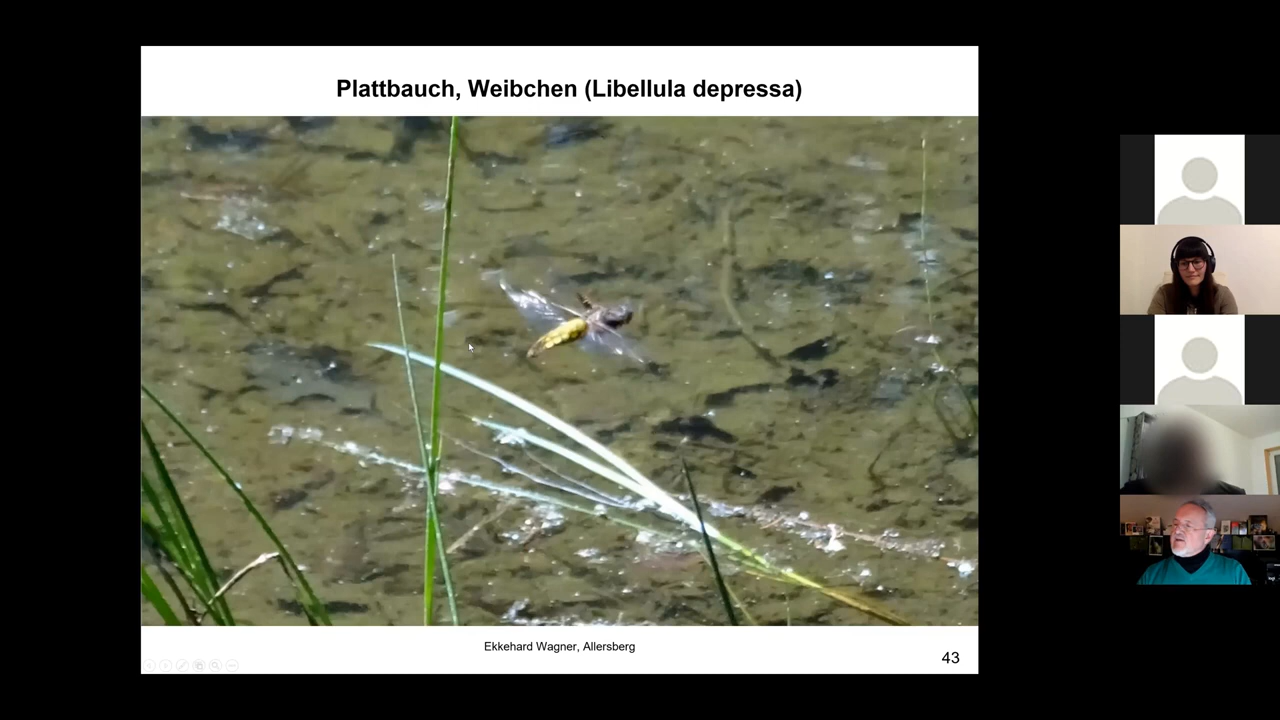 Plattbauch, Weibchen (Libellula depressa)
Ekkehard Wagner, Allersberg
43